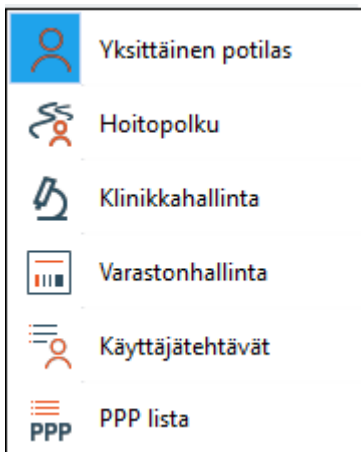 Yksittäinen potilas
Hoitopolku
Klinikkahallinta
Varastonhallinta
Käyttäjätehtävät
PPP PPP lista